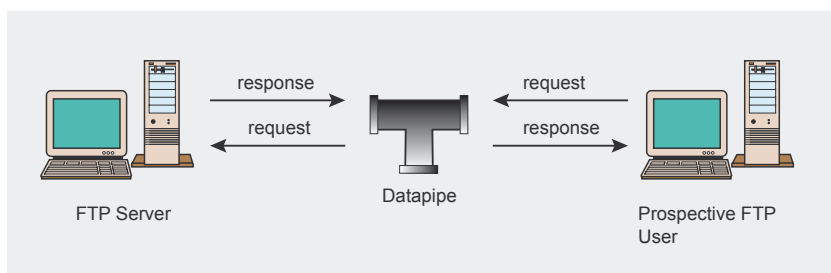 response
request
request
response
Datapipe
FTP Server
Prospective FTP
User